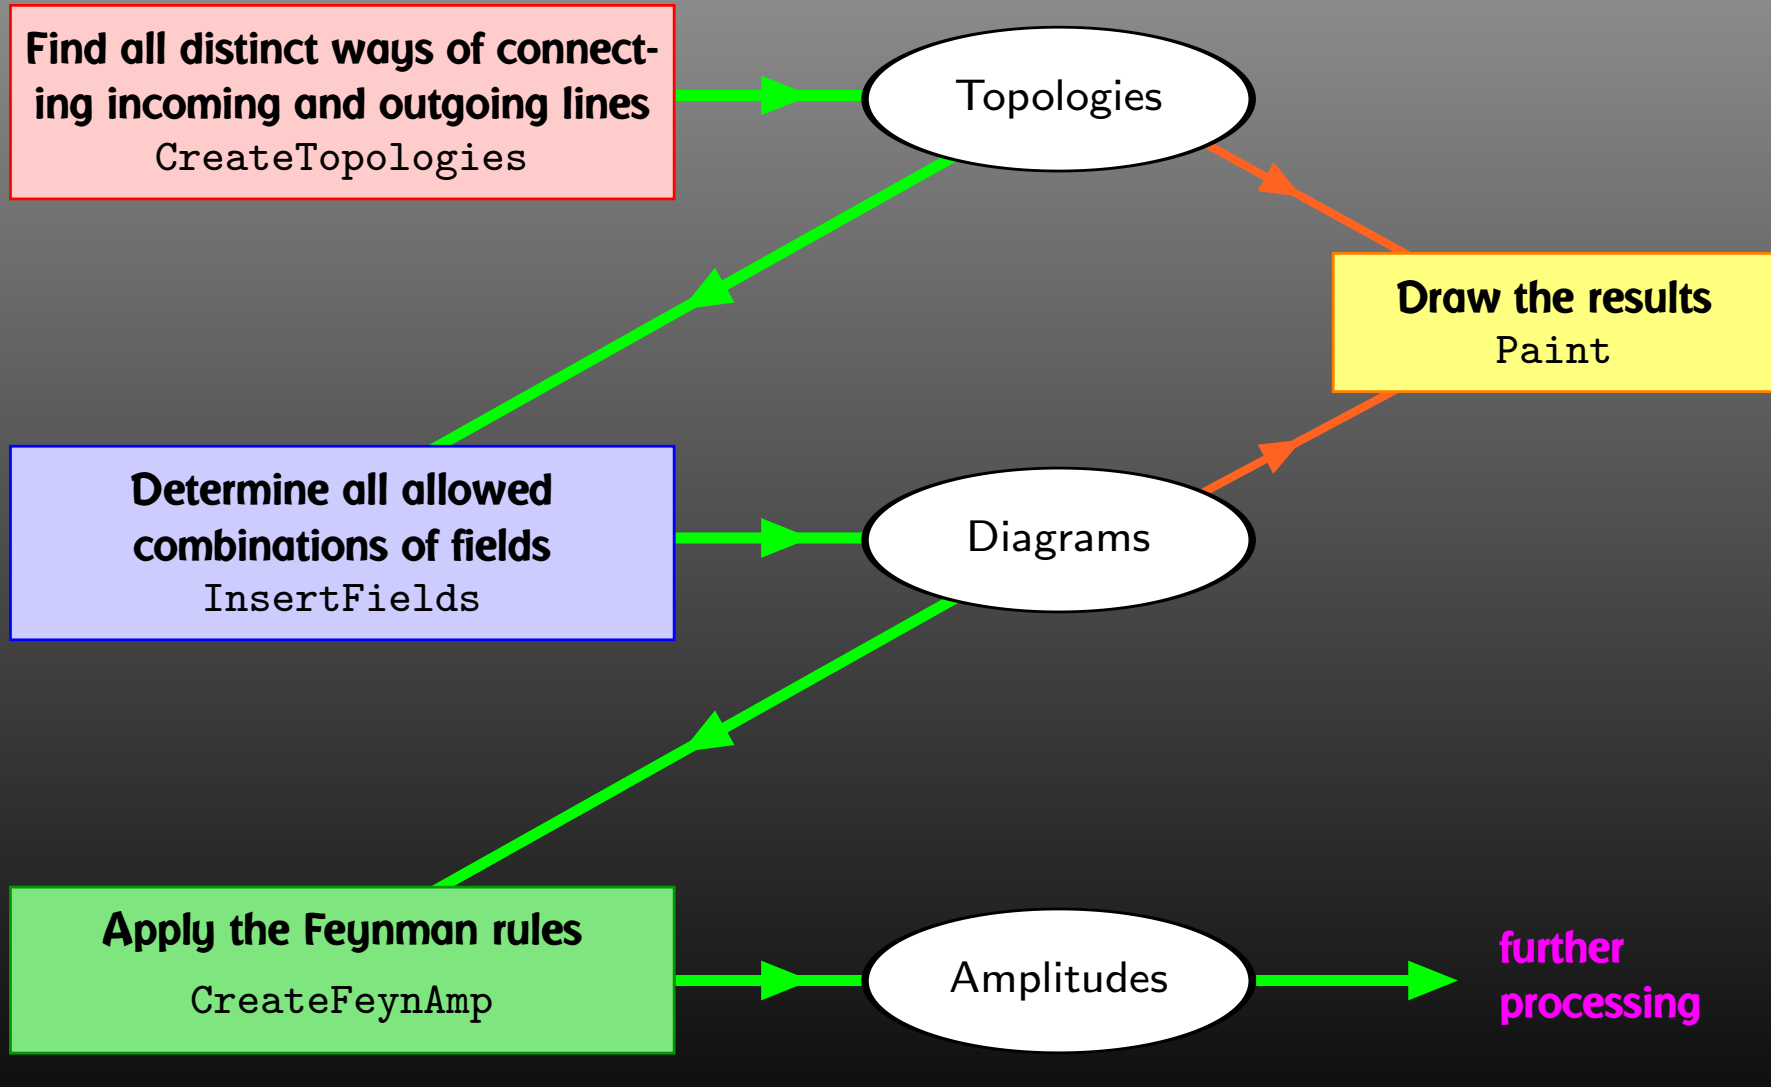 Find all distinct ways of connect-
ing incoming and outgoing lines
CreateTopologies
Topologies
Draw the results
Paint
Determine all allowed
combinations of fields
InsertFields
Diagrams
Apply the Feynman rules
CreateFeynAmp
Amplitudes
further
processing